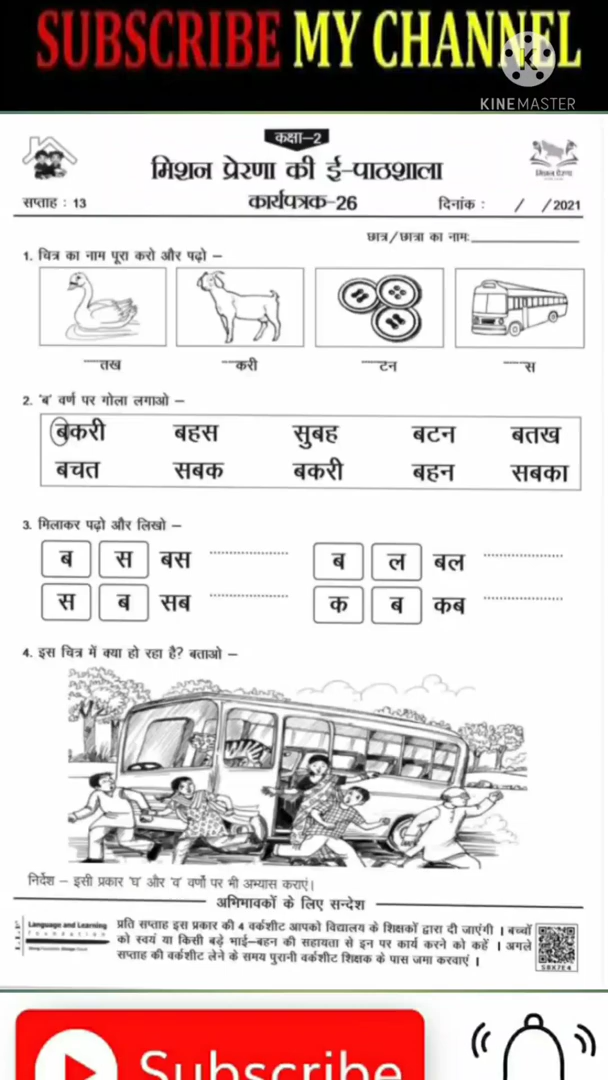 SUBSCRIBE MY CHANNEL
K
KINEMASTER
कक्षा–2
मिशन प्रेरणा की ई-पाठशाला
मिशन प्रेरणा
सप्ताह : 13 कार्यपत्रक-26 दिनांक : / /2021
छात्र/छात्रा का नाम:
1. चित्र का नाम पूरा करो और पढ़ो –
तख करी टन स
2. 'ब' वर्ण पर गोला लगाओ –
बकरी बहस सुबह बटन बतख
बचत सबक बकरी बहन सबका
3. मिलाकर पढ़ो और लिखो –
ब स बस ब ल बल
स ब सब क ब कब
4. इस चित्र में क्या हो रहा है? बताओ –
निर्देश – इसी प्रकार 'घ' और 'व' वर्णों पर भी अभ्यास कराएं।
अभिभावकों के लिए सन्देश
Language and Learning
Foundation
प्रति सप्ताह इस प्रकार की 4 वर्कशीट आपको विद्यालय के शिक्षकों द्वारा दी जाएंगी । बच्चों
को स्वयं या किसी बड़े भाई–बहन की सहायता से इन पर कार्य करने को कहें । अगले
सप्ताह की वर्कशीट लेने के समय पुरानी वर्कशीट शिक्षक के पास जमा करवाएं ।
S8X7E4
Subscribe